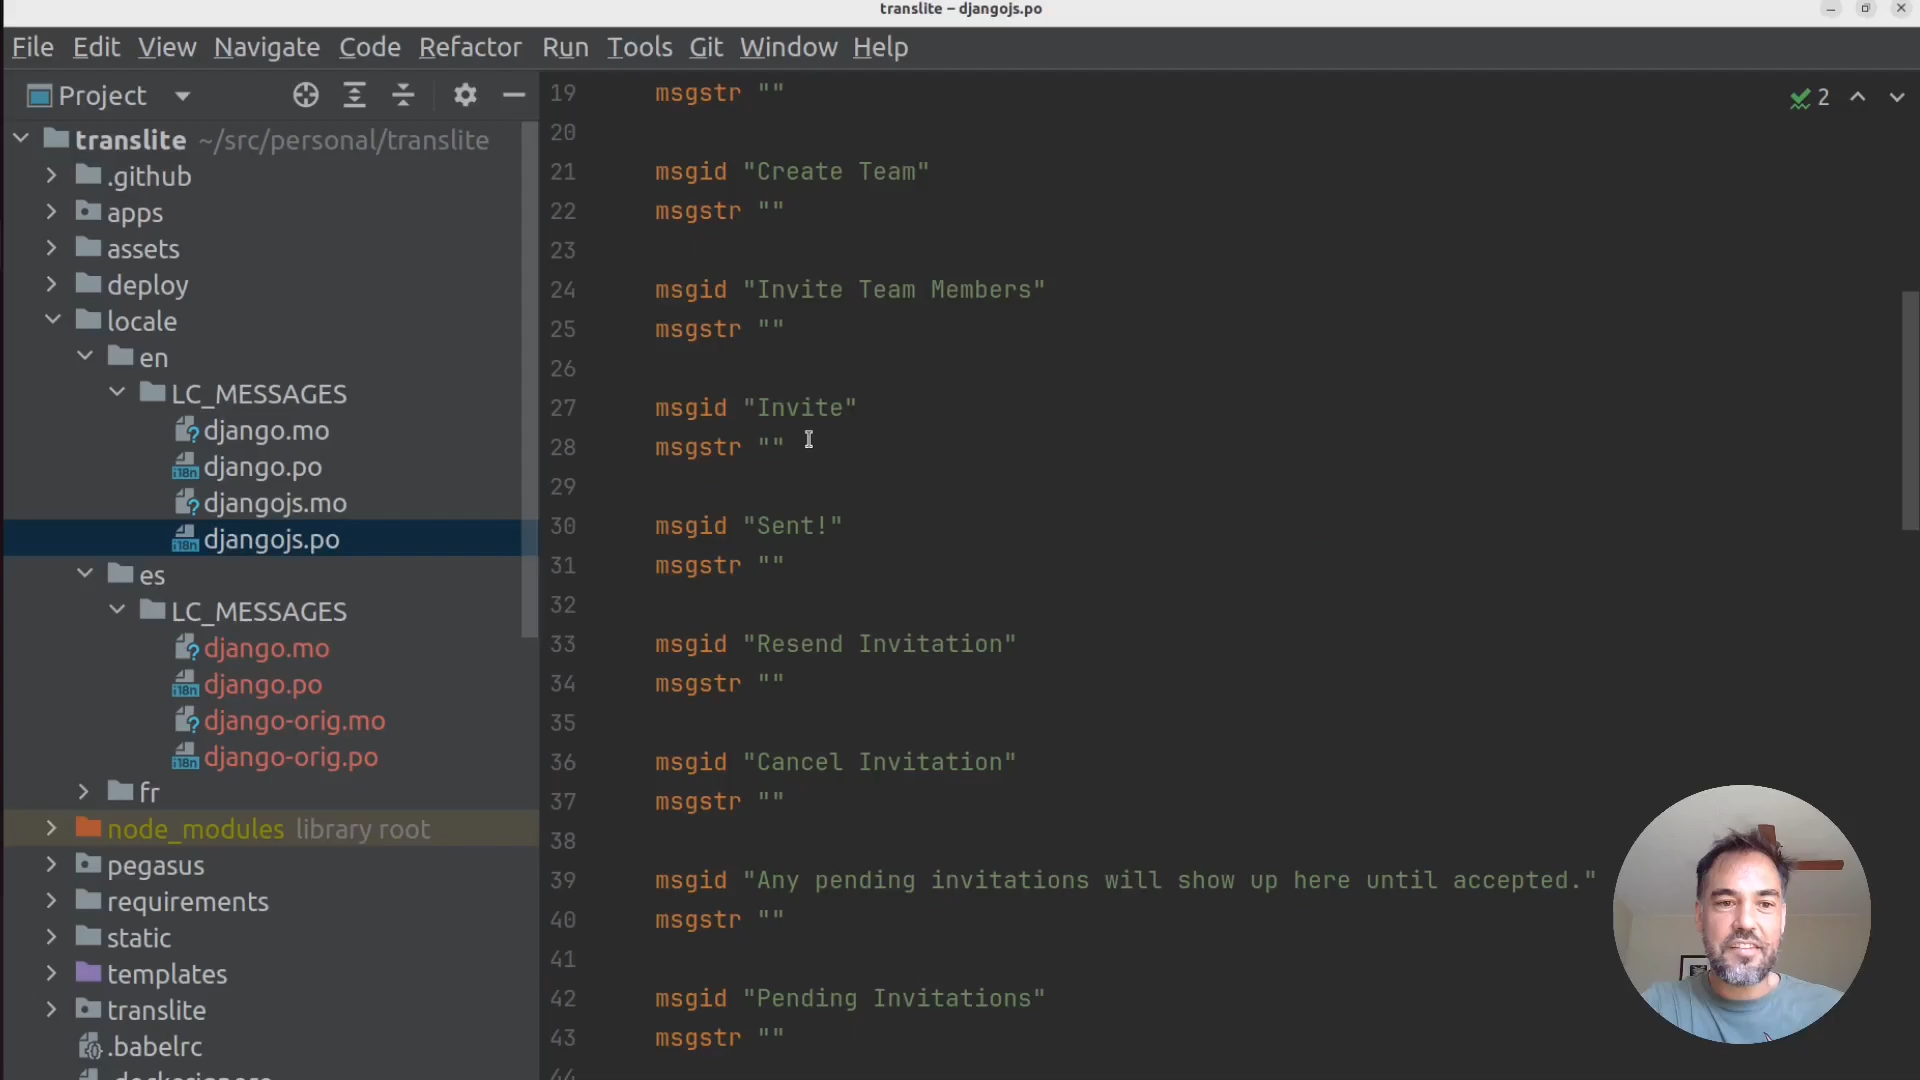 translite – djangojs.po
File Edit View Navigate Code Refactor Run Tools Git Window Help
Project
translite ~/src/personal/translite
.github
apps
assets
deploy
locale
en
LC_MESSAGES
django.mo
django.po
djangojs.mo
djangojs.po
es
LC_MESSAGES
django.mo
django.po
django-orig.mo
django-orig.po
fr
node_modules library root
pegasus
requirements
static
templates
translite
.babelrc
19 msgstr ""
20
21 msgid "Create Team"
22 msgstr ""
23
24 msgid "Invite Team Members"
25 msgstr ""
26
27 msgid "Invite"
28 msgstr ""
29
30 msgid "Sent!"
31 msgstr ""
32
33 msgid "Resend Invitation"
34 msgstr ""
35
36 msgid "Cancel Invitation"
37 msgstr ""
38
39 msgid "Any pending invitations will show up here until accepted."
40 msgstr ""
41
42 msgid "Pending Invitations"
43 msgstr ""
44
2